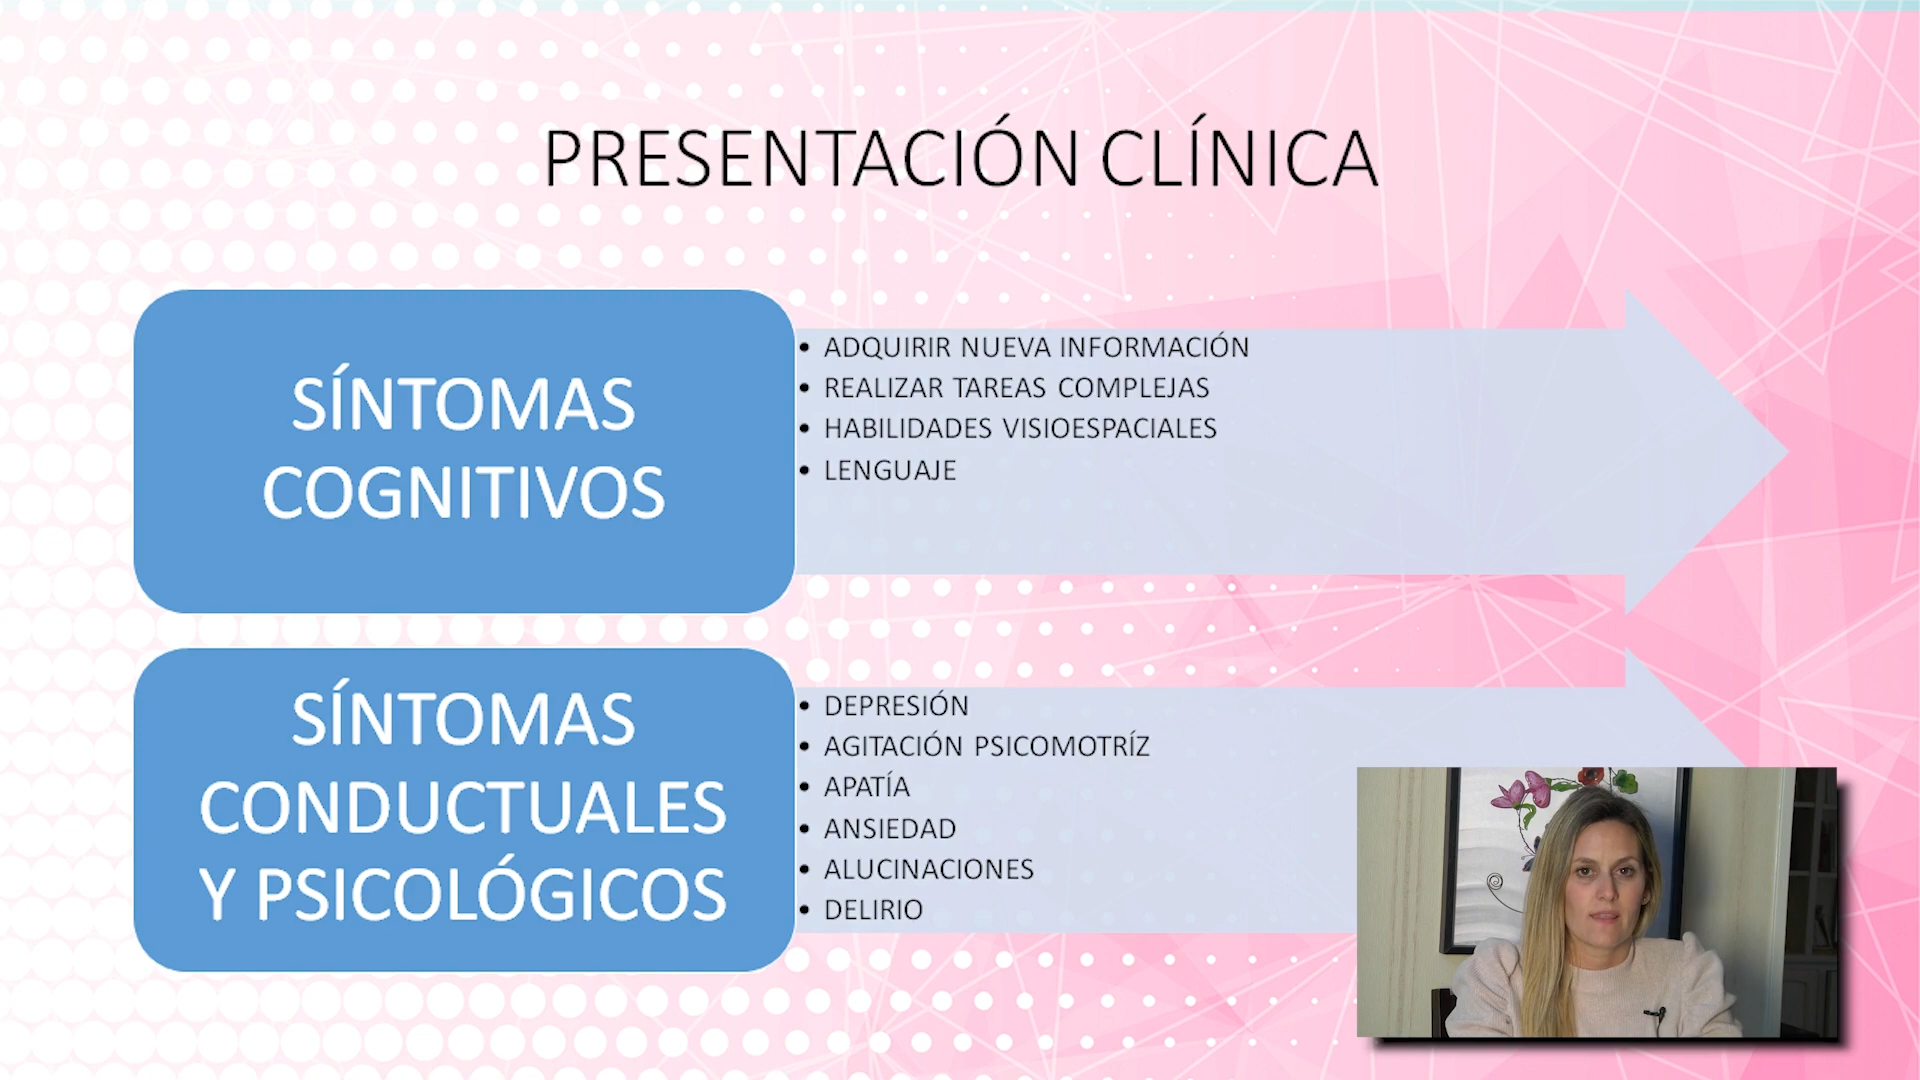 PRESENTACIÓN CLÍNICA
SÍNTOMAS
COGNITIVOS
• ADQUIRIR NUEVA INFORMACIÓN
• REALIZAR TAREAS COMPLEJAS
• HABILIDADES VISIOESPACIALES
• LENGUAJE
SÍNTOMAS
CONDUCTUALES
Y PSICOLÓGICOS
• DEPRESIÓN
• AGITACIÓN PSICOMOTRÍZ
• APATÍA
• ANSIEDAD
• ALUCINACIONES
• DELIRIO